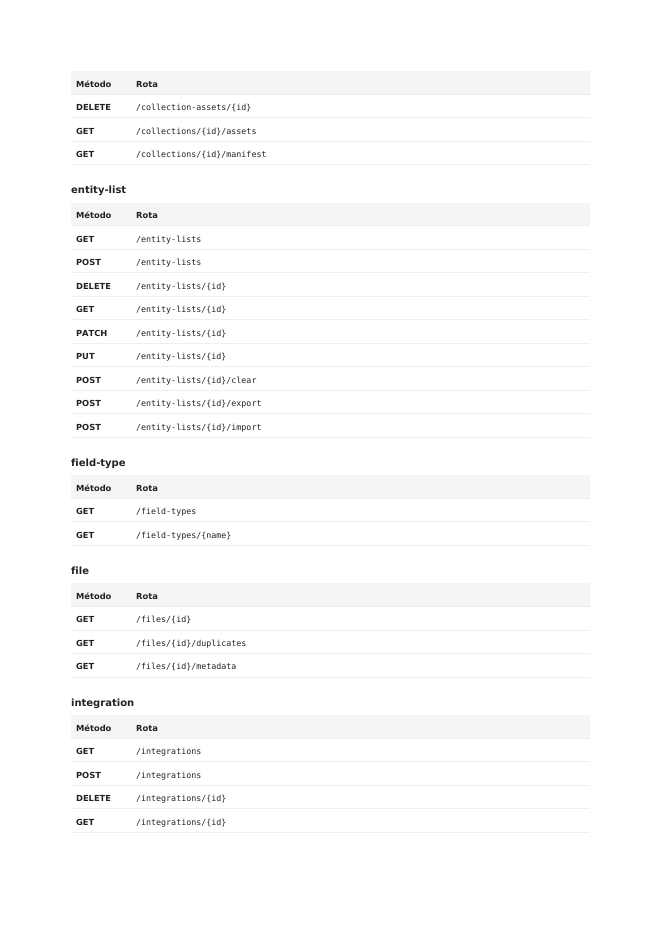 Método Rota
DELETE /collection-assets/{id}
GET /collections/{id}/assets
GET /collections/{id}/manifest
entity-list
Método Rota
GET /entity-lists
POST /entity-lists
DELETE /entity-lists/{id}
GET /entity-lists/{id}
PATCH /entity-lists/{id}
PUT /entity-lists/{id}
POST /entity-lists/{id}/clear
POST /entity-lists/{id}/export
POST /entity-lists/{id}/import
field-type
Método Rota
GET /field-types
GET /field-types/{name}
file
Método Rota
GET /files/{id}
GET /files/{id}/duplicates
GET /files/{id}/metadata
integration
Método Rota
GET /integrations
POST /integrations
DELETE /integrations/{id}
GET /integrations/{id}